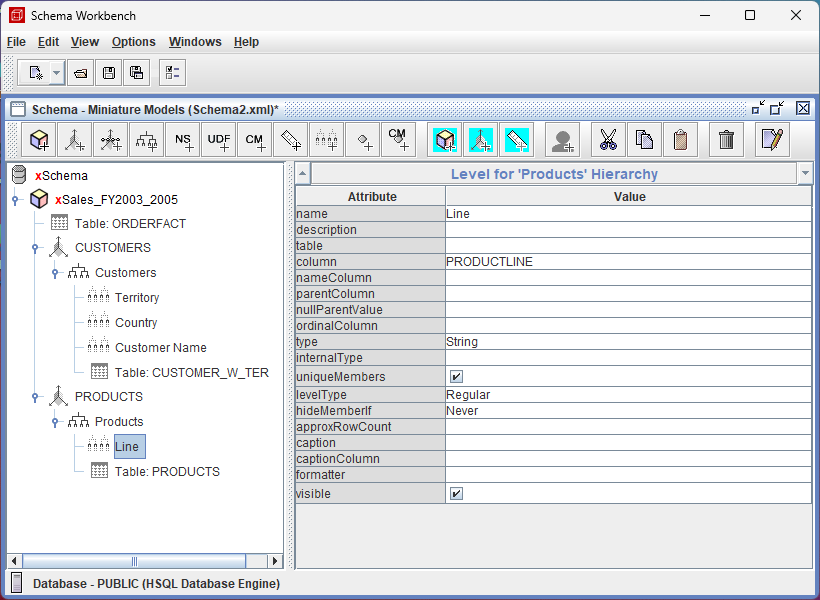 Schema Workbench
File Edit View Options Windows Help
Schema - Miniature Models (Schema2.xml)*
NS UDF CM CM
xSchema
xSales_FY2003_2005
Table: ORDERFACT
CUSTOMERS
Customers
Territory
Country
Customer Name
Table: CUSTOMER_W_TER
PRODUCTS
Products
Line
Table: PRODUCTS
Level for 'Products' Hierarchy
Attribute Value
name Line
description
table
column PRODUCTLINE
nameColumn
parentColumn
nullParentValue
ordinalColumn
type String
internalType
uniqueMembers
levelType Regular
hideMemberIf Never
approxRowCount
caption
captionColumn
formatter
visible
Database - PUBLIC (HSQL Database Engine)